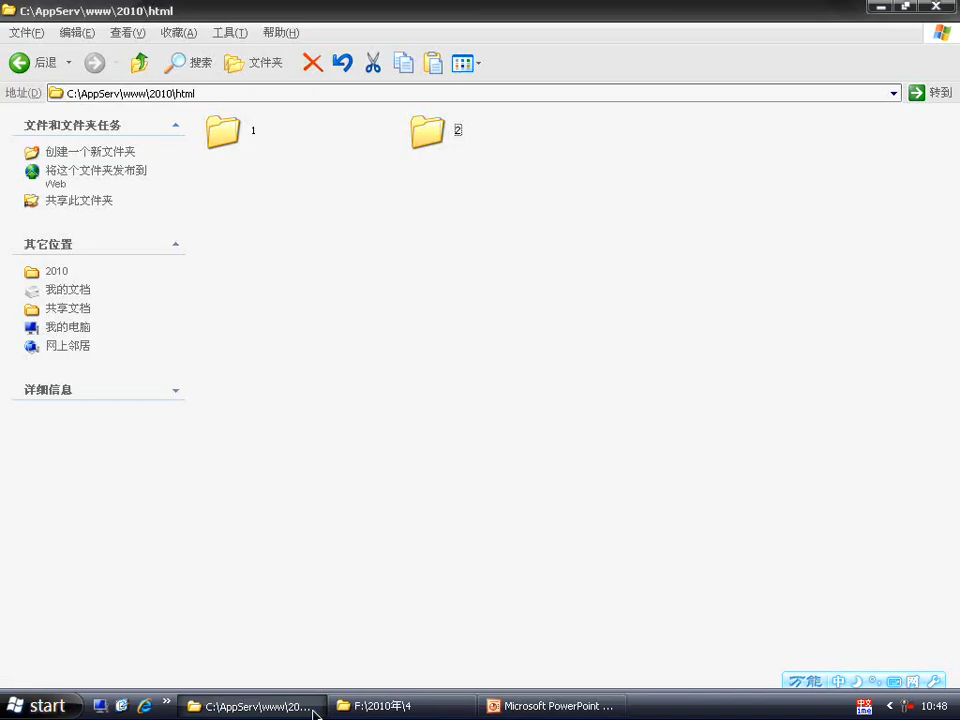 C:\AppServ\www\2010\html
文件(F) 编辑(E) 查看(V) 收藏(A) 工具(T) 帮助(H)
后退 搜索 文件夹
地址(D) C:\AppServ\www\2010\html 转到
文件和文件夹任务
创建一个新文件夹
将这个文件夹发布到
Web
共享此文件夹
其它位置
2010
我的文档
共享文档
我的电脑
网上邻居
详细信息
1
2
万能 中
start C:\AppServ\www\20... F:\2010年\4 Microsoft PowerPoint ... 10:48